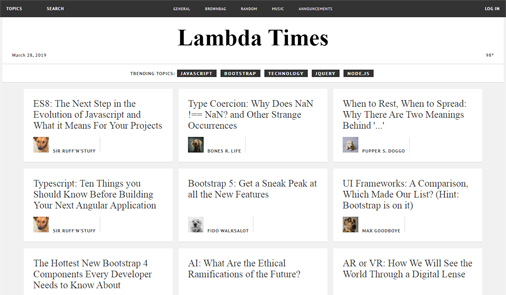 TOPICS SEARCH GENERAL BROWNBAG RANDOM MUSIC ANNOUNCEMENTS LOG IN
Lambda Times
March 28, 2019 98°
TRENDING TOPICS: JAVASCRIPT BOOTSTRAP TECHNOLOGY JQUERY NODE.JS
ES8: The Next Step in the
Evolution of Javascript and
What it Means For Your Projects
SIR RUFF'N'STUFF
Type Coercion: Why Does NaN
!== NaN? and Other Strange
Occurrences
BONES R. LIFE
When to Rest, When to Spread:
Why There Are Two Meanings
Behind '...'
PUPPER S. DOGGO
Typescript: Ten Things you
Should Know Before Building
Your Next Angular Application
SIR RUFF'N'STUFF
Bootstrap 5: Get a Sneak Peak at
all the New Features
FIDO WALKSALOT
UI Frameworks: A Comparison,
Which Made Our List? (Hint:
Bootstrap is on it)
MAX GOODBOYE
The Hottest New Bootstrap 4
Components Every Developer
Needs to Know About
AI: What Are the Ethical
Ramifications of the Future?
AR or VR: How We Will See the
World Through a Digital Lense